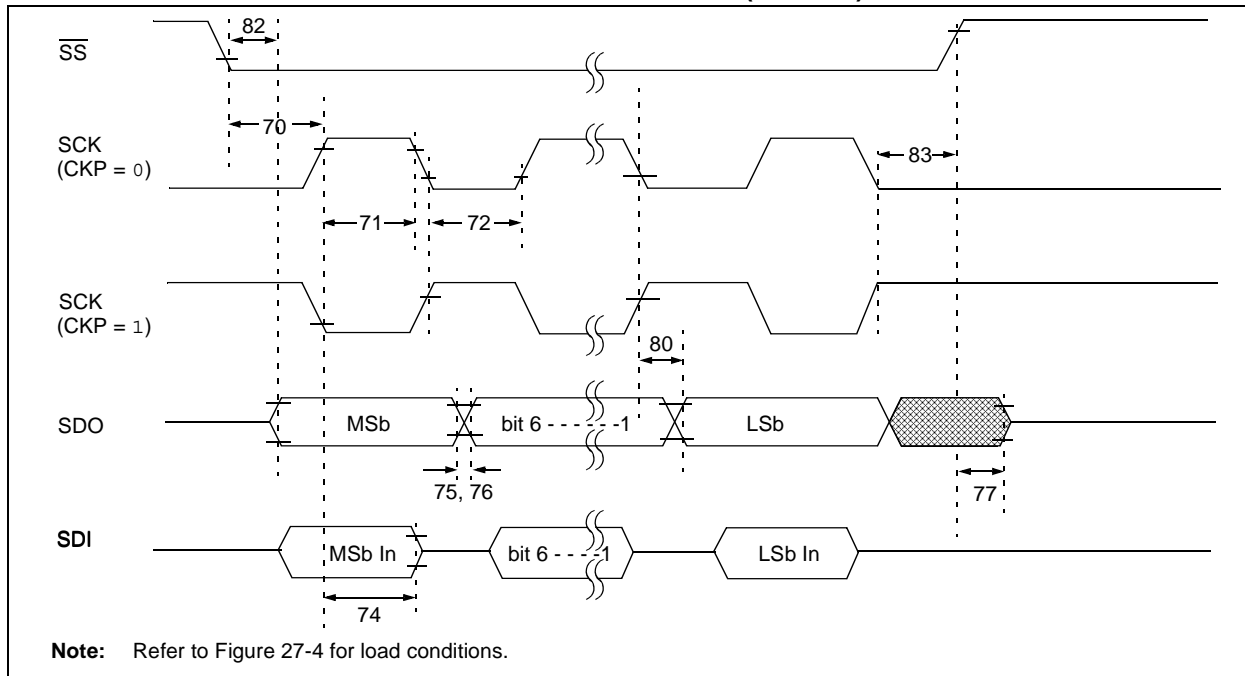 82
SS
70
SCK
(CKP = 0)
83
71
72
SCK
(CKP = 1)
80
SDO
MSb
bit 6 - - - - - -1
LSb
75, 76
77
SDI
MSb In
bit 6 - - - -1
LSb In
74
Note: Refer to Figure 27-4 for load conditions.